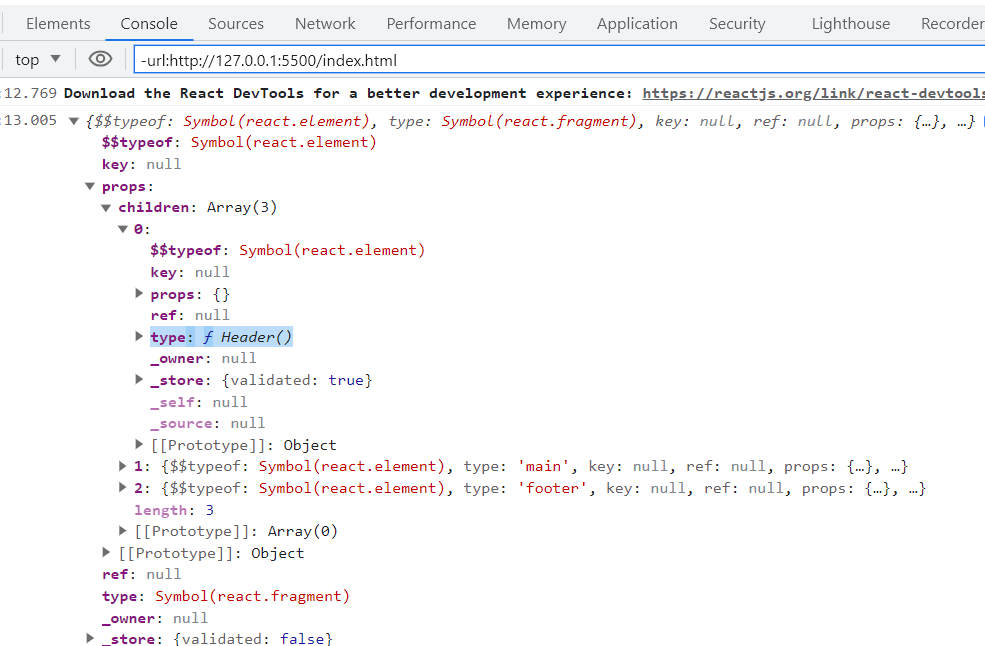 Elements Console Sources Network Performance Memory Application Security Lighthouse Recorder
top -url:http://127.0.0.1:5500/index.html
:12.769 Download the React DevTools for a better development experience: https://reactjs.org/link/react-devtools
:13.005 {$$typeof: Symbol(react.element), type: Symbol(react.fragment), key: null, ref: null, props: {…}, …}
$$typeof: Symbol(react.element)
key: null
props:
children: Array(3)
0:
$$typeof: Symbol(react.element)
key: null
props: {}
ref: null
type: ƒ Header()
_owner: null
_store: {validated: true}
_self: null
_source: null
[[Prototype]]: Object
1: {$$typeof: Symbol(react.element), type: 'main', key: null, ref: null, props: {…}, …}
2: {$$typeof: Symbol(react.element), type: 'footer', key: null, ref: null, props: {…}, …}
length: 3
[[Prototype]]: Array(0)
[[Prototype]]: Object
ref: null
type: Symbol(react.fragment)
_owner: null
_store: {validated: false}